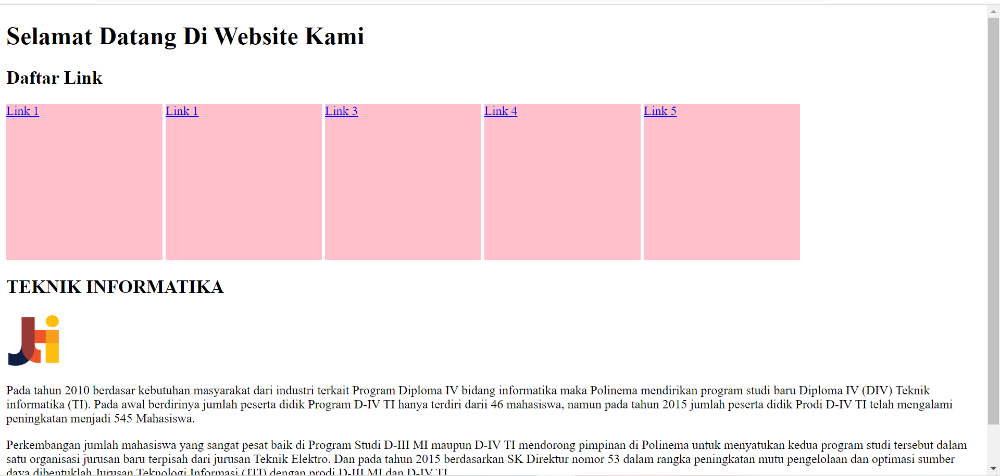 Selamat Datang Di Website Kami
Daftar Link
Link 1 Link 1 Link 3 Link 4 Link 5
TEKNIK INFORMATIKA
Jti
Pada tahun 2010 berdasar kebutuhan masyarakat dari industri terkait Program Diploma IV bidang informatika maka Polinema mendirikan program studi baru Diploma IV (DIV) Teknik
informatika (TI). Pada awal berdirinya jumlah peserta didik Program D-IV TI hanya terdiri darii 46 mahasiswa, namun pada tahun 2015 jumlah peserta didik Prodi D-IV TI telah mengalami
peningkatan menjadi 545 Mahasiswa.
Perkembangan jumlah mahasiswa yang sangat pesat baik di Program Studi D-III MI maupun D-IV TI mendorong pimpinan di Polinema untuk menyatukan kedua program studi tersebut dalam
satu organisasi jurusan baru terpisah dari jurusan Teknik Elektro. Dan pada tahun 2015 berdasarkan SK Direktur nomor 53 dalam rangka peningkatan mutu pengelolaan dan optimasi sumber
daya dibentuklah Jurusan Teknologi Informasi (JTI) dengan prodi D-III MI dan D-IV TI